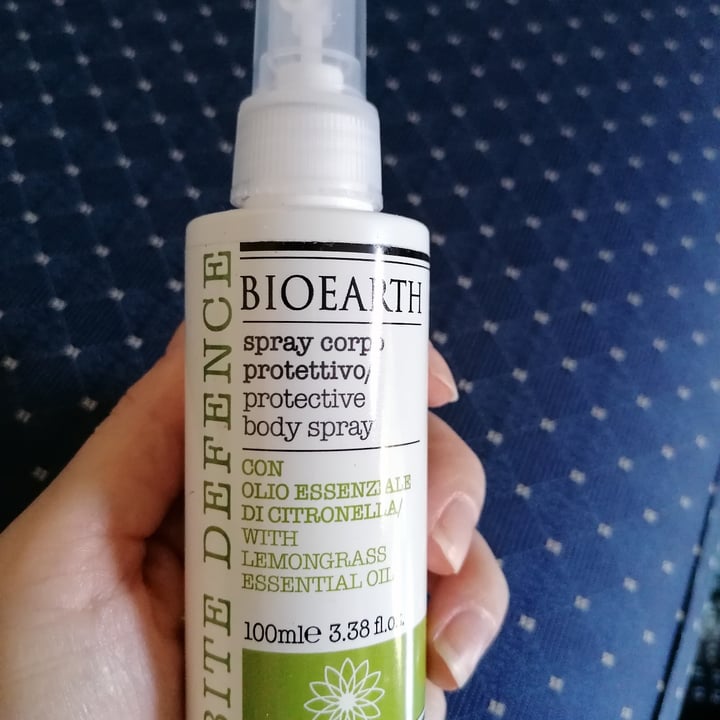 BITE DEFENCE
BIOEARTH
spray corpo
protettivo/
protective
body spray
CON
OLIO ESSENZIALE
DI CITRONELLA/
WITH
LEMONGRASS
ESSENTIAL OIL
100ml℮ 3.38 fl.o.